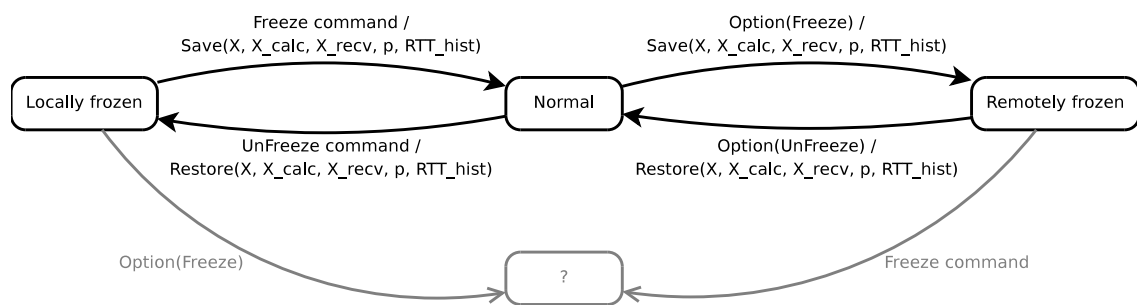 Freeze command /
Save(X, X_calc, X_recv, p, RTT_hist)
Option(Freeze) /
Save(X, X_calc, X_recv, p, RTT_hist)
Locally frozen
Normal
Remotely frozen
UnFreeze command /
Restore(X, X_calc, X_recv, p, RTT_hist)
Option(UnFreeze) /
Restore(X, X_calc, X_recv, p, RTT_hist)
Option(Freeze)
?
Freeze command